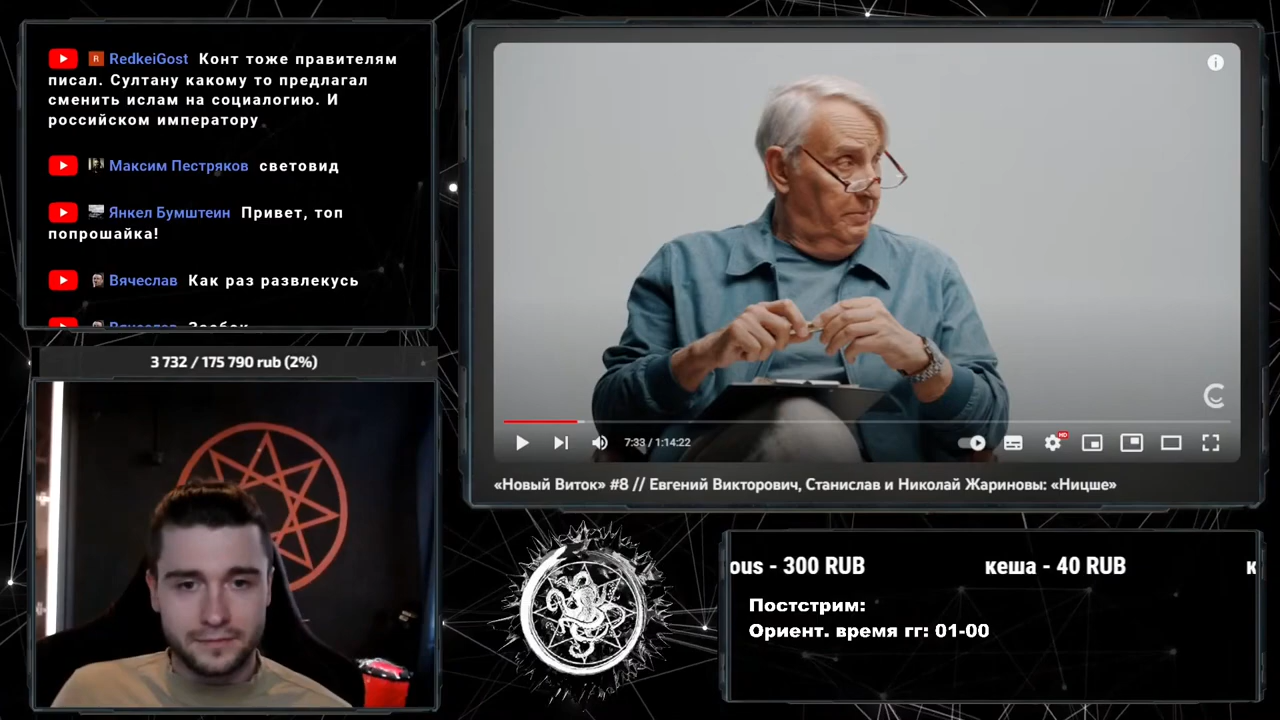 R RedkeiGost Конт тоже правителям
писал. Султану какому то предлагал
сменить ислам на социалогию. И
российском императору
Максим Пестряков световид
Янкел Бумштеин Привет, топ
попрошайка!
Вячеслав Как раз развлекусь
3 732 / 175 790 rub (2%)
7:33 / 1:14:22
HD
«Новый Виток» #8 // Евгений Викторович, Станислав и Николай Жариновы: «Ницше»
ous - 300 RUB кеша - 40 RUB
Постстрим:
Ориент. время гг: 01-00